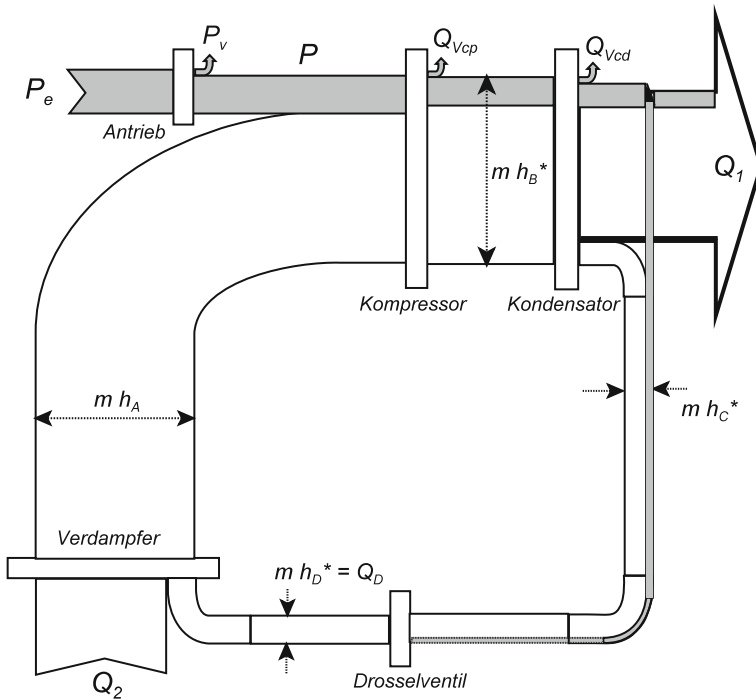 P_v
P
Q_Vcp
Q_Vcd
P_e
Antrieb
m h_B*
Q_1
Kompressor
Kondensator
m h_A
m h_C*
Verdampfer
m h_D* = Q_D
Q_2
Drosselventil